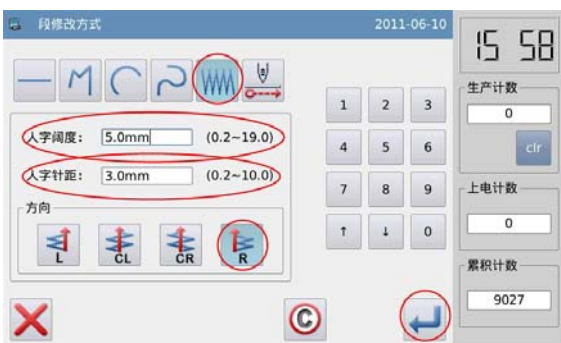 段修改方式
2011-06-10
15 58
人字阔度: 5.0mm (0.2~19.0)
人字针距: 3.0mm (0.2~10.0)
方向
L CL CR R
1 2 3
4 5 6
7 8 9
↑ ↓ 0
生产计数
0
clr
上电计数
0
累积计数
9027
C